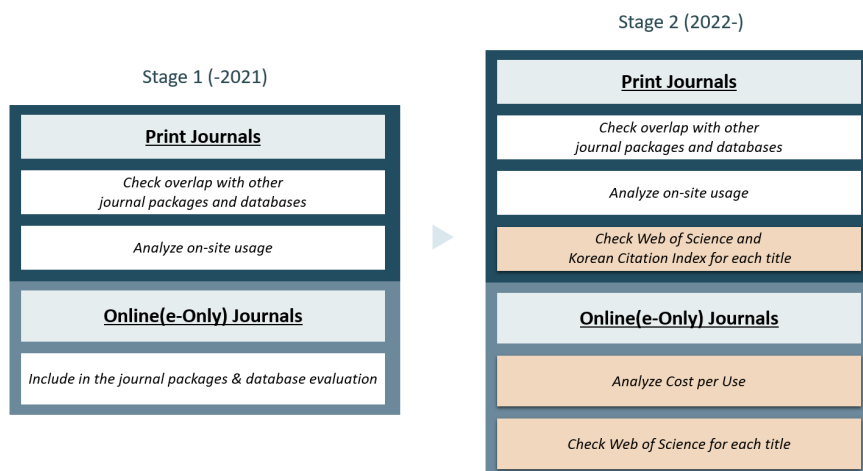 Stage 1 (-2021)
Print Journals
Check overlap with other
journal packages and databases
Analyze on-site usage
Online(e-Only) Journals
Include in the journal packages & database evaluation
Stage 2 (2022-)
Print Journals
Check overlap with other
journal packages and databases
Analyze on-site usage
Check Web of Science and
Korean Citation Index for each title
Online(e-Only) Journals
Analyze Cost per Use
Check Web of Science for each title